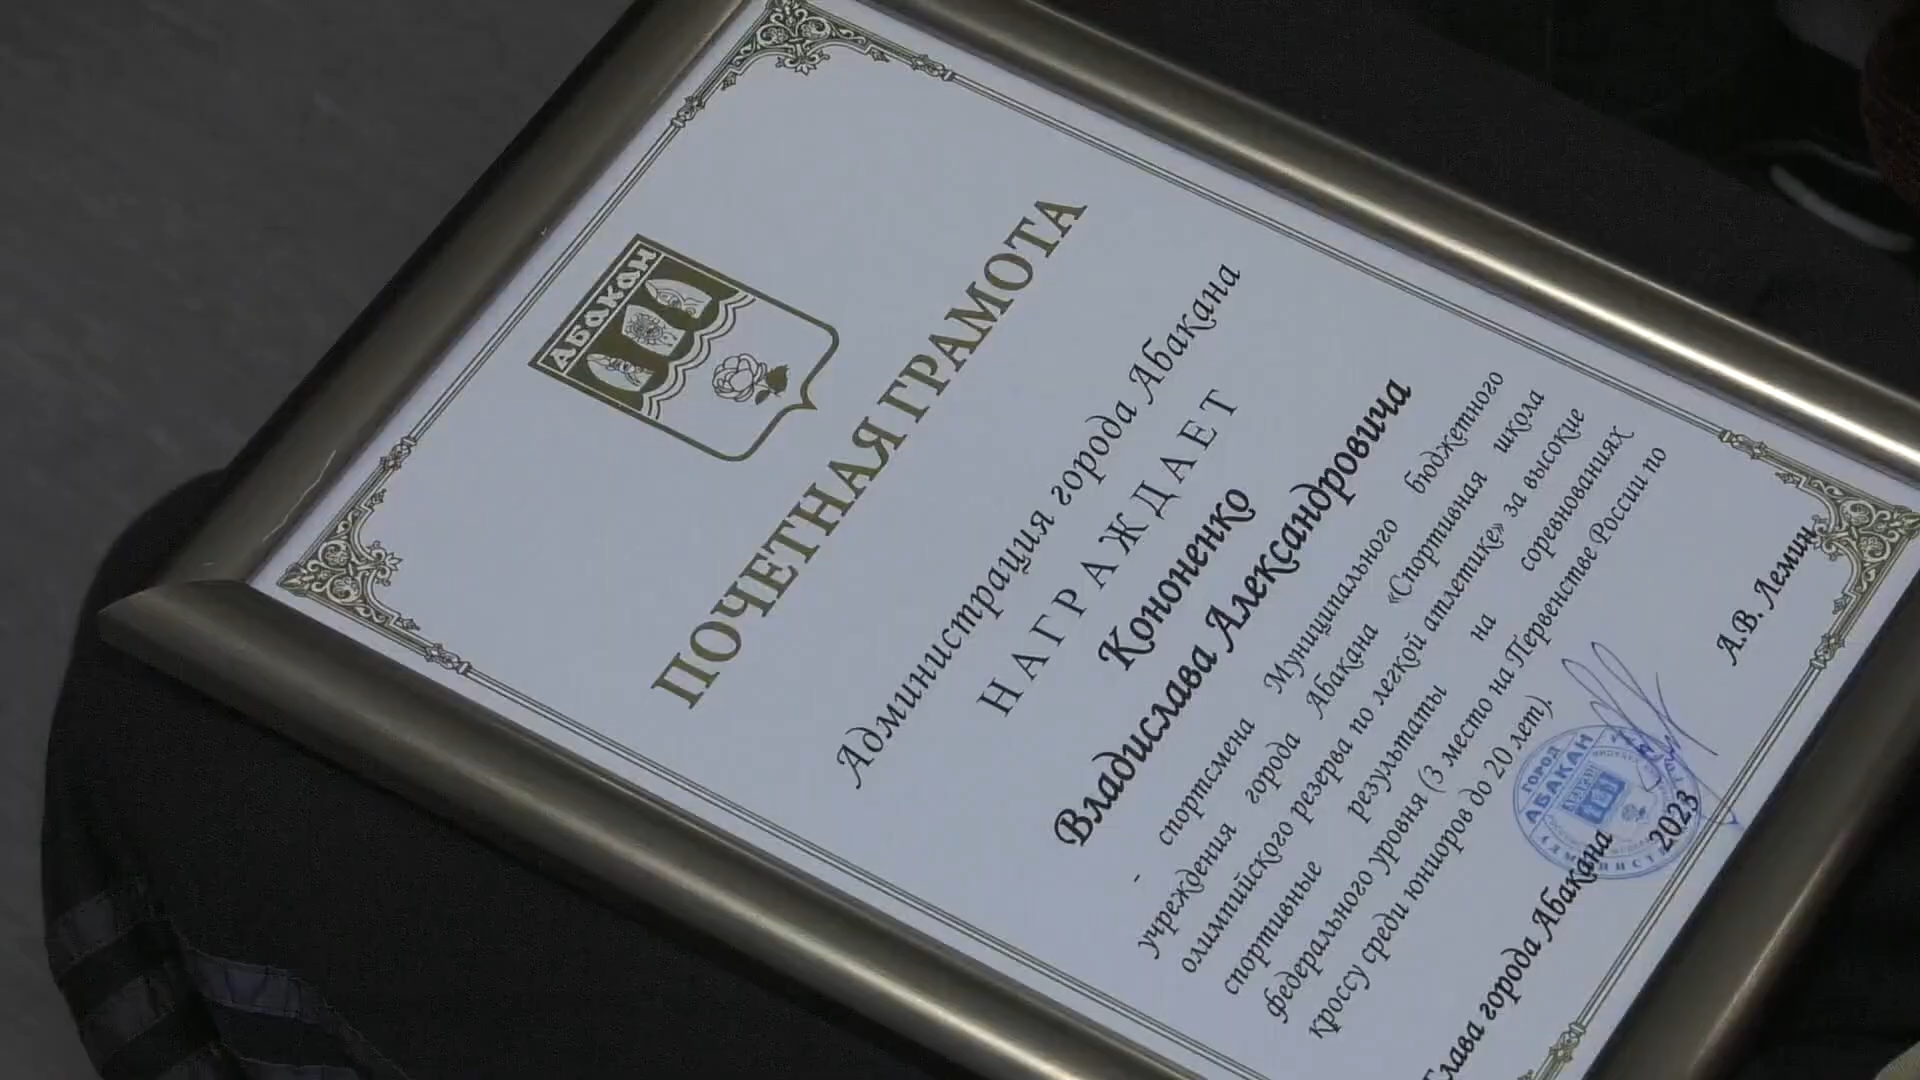 АБАКАН
ПОЧЕТНАЯ ГРАМОТА
Администрация города Абакана
НАГРАЖДАЕТ
Кононенко
Владислава Александровича
- спортсмена Муниципального бюджетного
учреждения города Абакана «Спортивная школа
олимпийского резерва по легкой атлетике» за высокие
спортивные результаты на соревнованиях
федерального уровня (3 место на Первенстве России по
кроссу среди юниоров до 20 лет).
Глава города Абакана
А.В. Лемин
ГОРОД
АБАКАН
2023